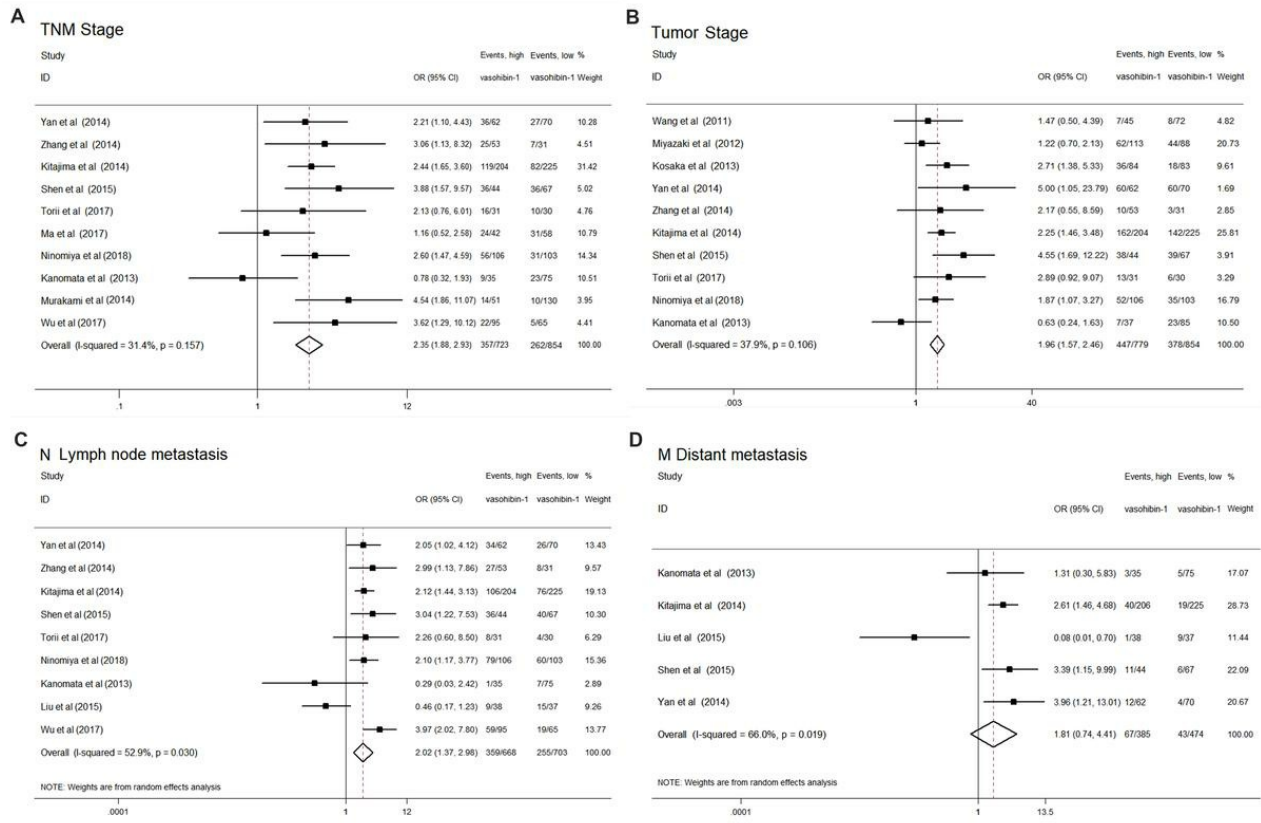 A
TNM Stage
Study Events, high Events, low %
ID OR (95% CI) vasohibin-1 vasohibin-1 Weight
Yan et al (2014) 2.21 (1.10, 4.43) 36/62 27/70 10.28
Zhang et al (2014) 3.06 (1.13, 8.32) 25/53 7/31 4.51
Kitajima et al (2014) 2.44 (1.65, 3.60) 119/204 82/225 31.42
Shen et al (2015) 3.88 (1.57, 9.57) 36/44 36/67 5.02
Torii et al (2017) 2.13 (0.76, 6.01) 16/31 10/30 4.76
Ma et al (2017) 1.16 (0.52, 2.58) 24/42 31/58 10.79
Ninomiya et al (2018) 2.60 (1.47, 4.59) 56/106 31/103 14.34
Kanomata et al (2013) 0.78 (0.32, 1.93) 9/35 23/75 10.51
Murakami et al (2014) 4.54 (1.86, 11.07) 14/51 10/130 3.95
Wu et al (2017) 3.62 (1.29, 10.12) 22/95 5/65 4.41
Overall (I-squared = 31.4%, p = 0.157) 2.35 (1.88, 2.93) 357/723 262/854 100.00
.1 1 12
B
Tumor Stage
Study Events, high Events, low %
ID OR (95% CI) vasohibin-1 vasohibin-1 Weight
Wang et al (2011) 1.47 (0.50, 4.39) 7/45 8/72 4.82
Miyazaki et al (2012) 1.22 (0.70, 2.13) 62/113 44/88 20.73
Kosaka et al (2013) 2.71 (1.38, 5.33) 36/84 18/83 9.61
Yan et al (2014) 5.00 (1.05, 23.79) 60/62 60/70 1.69
Zhang et al (2014) 2.17 (0.55, 8.59) 10/53 3/31 2.85
Kitajima et al (2014) 2.25 (1.46, 3.48) 162/204 142/225 25.81
Shen et al (2015) 4.55 (1.69, 12.22) 38/44 39/67 3.91
Torii et al (2017) 2.89 (0.92, 9.07) 13/31 6/30 3.29
Ninomiya et al (2018) 1.87 (1.07, 3.27) 52/106 35/103 16.79
Kanomata et al (2013) 0.63 (0.24, 1.63) 7/37 23/85 10.50
Overall (I-squared = 37.9%, p = 0.106) 1.96 (1.57, 2.46) 447/779 378/854 100.00
.003 1 40
C
N Lymph node metastasis
Study Events, high Events, low %
ID OR (95% CI) vasohibin-1 vasohibin-1 Weight
Yan et al (2014) 2.05 (1.02, 4.12) 34/62 26/70 13.43
Zhang et al (2014) 2.99 (1.13, 7.86) 27/53 8/31 9.57
Kitajima et al (2014) 2.12 (1.44, 3.13) 106/204 76/225 19.13
Shen et al (2015) 3.04 (1.22, 7.53) 36/44 40/67 10.30
Torii et al (2017) 2.26 (0.60, 8.50) 8/31 4/30 6.29
Ninomiya et al (2018) 2.10 (1.17, 3.77) 79/106 60/103 15.36
Kanomata et al (2013) 0.29 (0.03, 2.42) 1/35 7/75 2.89
Liu et al (2015) 0.46 (0.17, 1.23) 9/38 15/37 9.26
Wu et al (2017) 3.97 (2.02, 7.80) 59/95 19/65 13.77
Overall (I-squared = 52.9%, p = 0.030) 2.02 (1.37, 2.98) 359/668 255/703 100.00
NOTE: Weights are from random effects analysis
.0001 1 12
D
M Distant metastasis
Study Events, high Events, low %
ID OR (95% CI) vasohibin-1 vasohibin-1 Weight
Kanomata et al (2013) 1.31 (0.30, 5.83) 3/35 5/75 17.07
Kitajima et al (2014) 2.61 (1.46, 4.68) 40/206 19/225 28.73
Liu et al (2015) 0.08 (0.01, 0.70) 1/38 9/37 11.44
Shen et al (2015) 3.39 (1.15, 9.99) 11/44 6/67 22.09
Yan et al (2014) 3.96 (1.21, 13.01) 12/62 4/70 20.67
Overall (I-squared = 66.0%, p = 0.019) 1.81 (0.74, 4.41) 67/385 43/474 100.00
NOTE: Weights are from random effects analysis
.0001 1 13.5